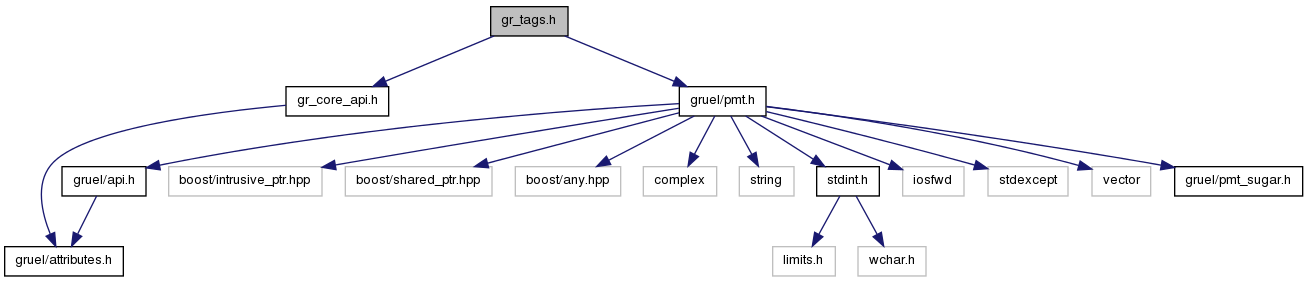 gr_tags.h
gr_core_api.h
gruel/pmt.h
gruel/api.h
boost/intrusive_ptr.hpp
boost/shared_ptr.hpp
boost/any.hpp
complex
string
stdint.h
iosfwd
stdexcept
vector
gruel/pmt_sugar.h
gruel/attributes.h
limits.h
wchar.h